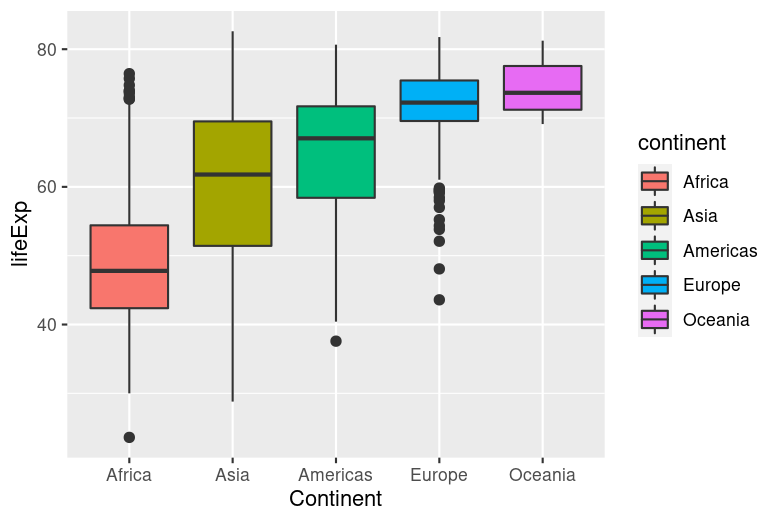 80
60
40
lifeExp
Africa
Asia
Americas
Europe
Oceania
Continent
continent
Africa
Asia
Americas
Europe
Oceania